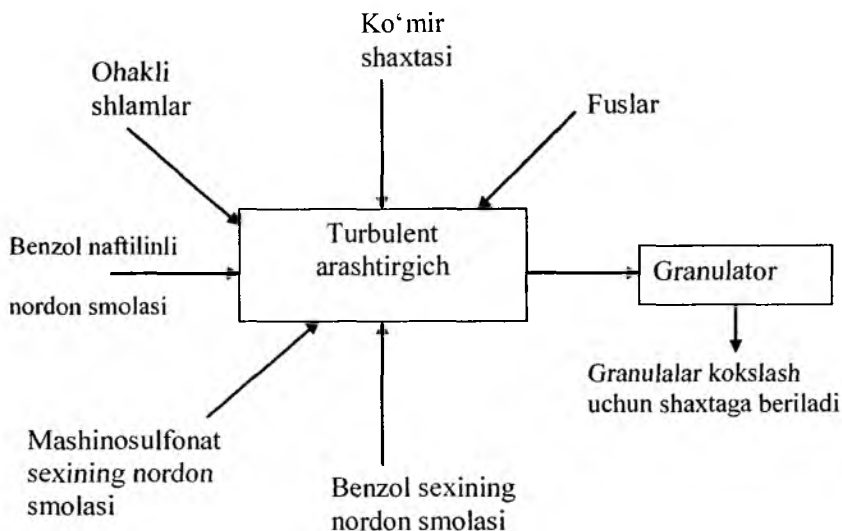 Ko‘mir
shaxtasi
Ohakli
shlamlar
Fuslar
Benzol naftilinli
nordon smolasi
Turbulent
arashtirgich
Granulator
Granulalar kokslash
uchun shaxtaga beriladi
Mashinosulfonat
sexining nordon
smolasi
Benzol sexining
nordon smolasi